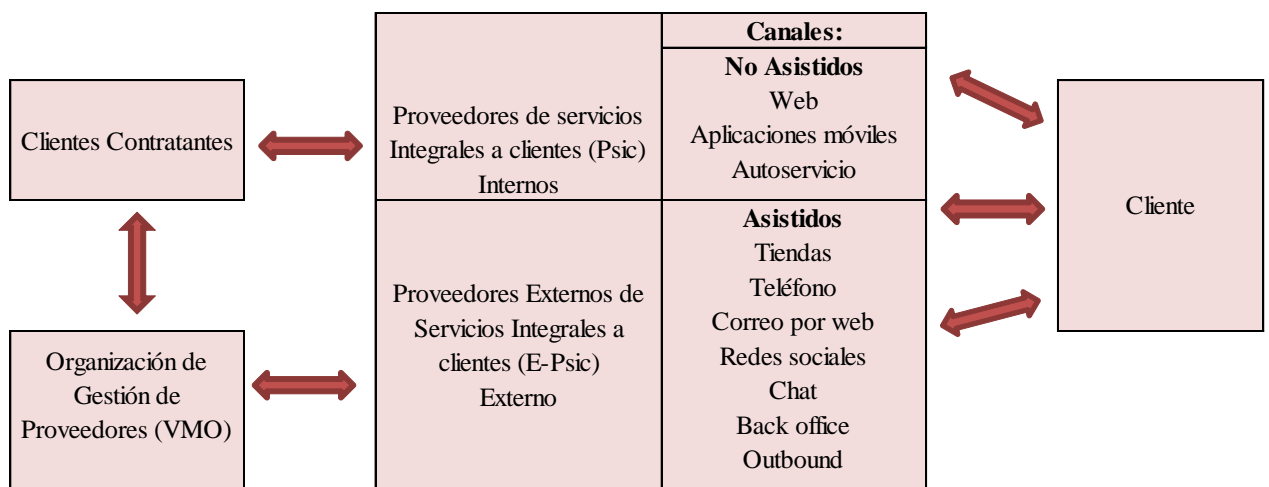 Clientes Contratantes
Organización de
Gestión de
Proveedores (VMO)
Proveedores de servicios
Integrales a clientes (Psic)
Internos
Proveedores Externos de
Servicios Integrales a
clientes (E-Psic)
Externo
Canales:
No Asistidos
Web
Aplicaciones móviles
Autoservicio
Asistidos
Tiendas
Teléfono
Correo por web
Redes sociales
Chat
Back office
Outbound
Cliente